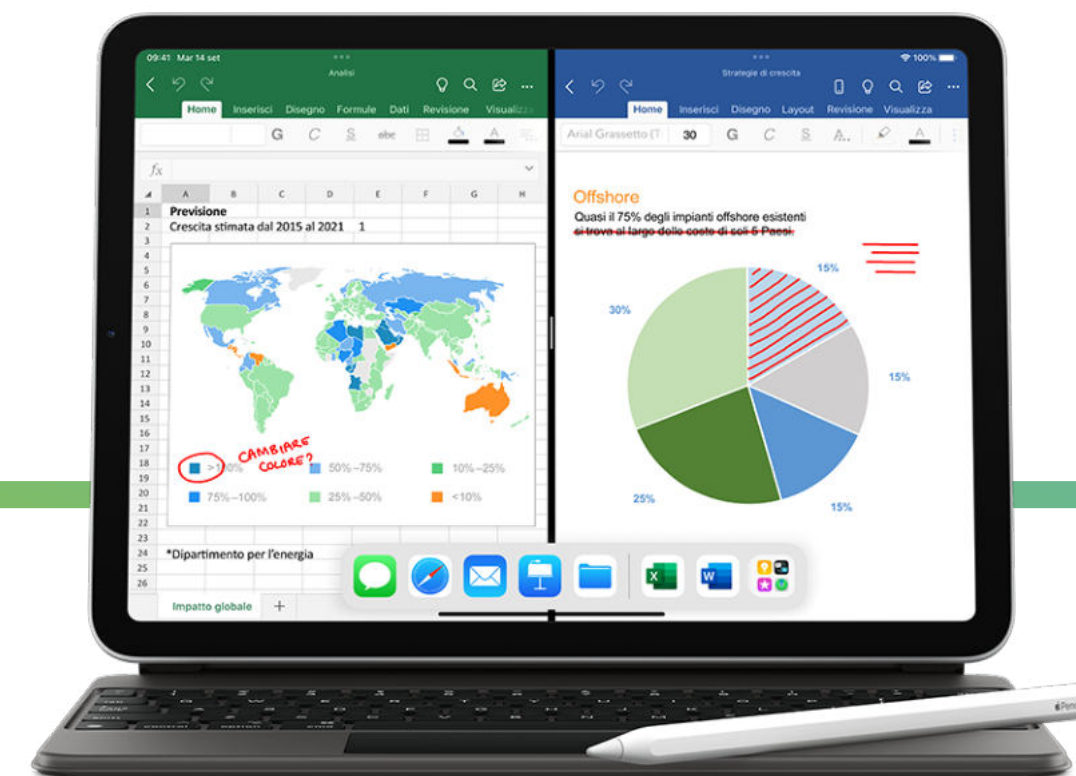 09:41 Mar 14 set
Analisi
Home Inserisci Disegno Formule Dati Revisione Visualizza
G C S abc A
fx
A B C D E F G H
1 Previsione
2 Crescita stimata dal 2015 al 2021 1
3
4
5
6
7
8
9
10
11
12
13
14
15
16
17
18
19
20
21
22
23
24 *Dipartimento per l'energia
25
26
CAMBIARE
COLORE?
50%–75% 10%–25%
75%–100% 25%–50% <10%
Impatto globale +
100%
Strategie di crescita
Home Inserisci Disegno Layout Revisione Visualizza
Arial Grassetto (T 30 G C S A.. A
Offshore
Quasi il 75% degli impianti offshore esistenti
si trova al largo delle coste di soli 5 Paesi.
15%
30%
15%
25%
15%
X W